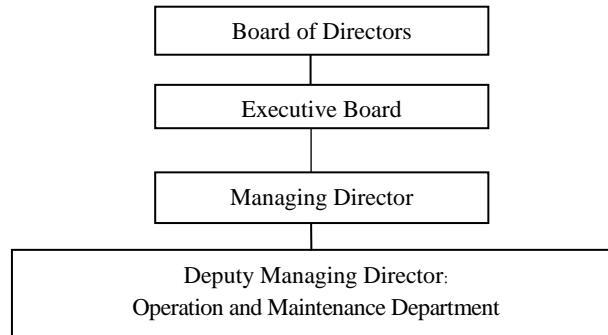 Board of Directors
Executive Board
Managing Director
Deputy Managing Director:
Operation and Maintenance Department